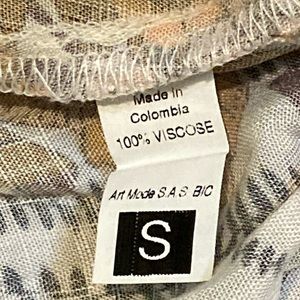 Made in
Colombia
100% VISCOSE
Art Mode S.A.S. BIC
S